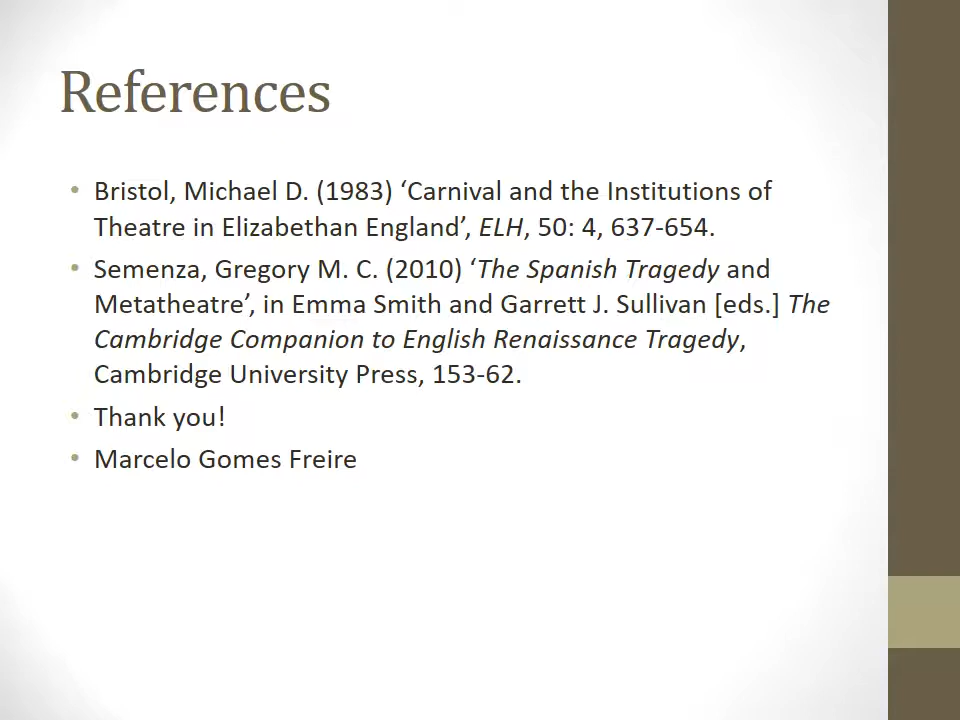 References
• Bristol, Michael D. (1983) ‘Carnival and the Institutions of
Theatre in Elizabethan England’, ELH, 50: 4, 637-654.
• Semenza, Gregory M. C. (2010) ‘The Spanish Tragedy and
Metatheatre’, in Emma Smith and Garrett J. Sullivan [eds.] The
Cambridge Companion to English Renaissance Tragedy,
Cambridge University Press, 153-62.
• Thank you!
• Marcelo Gomes Freire